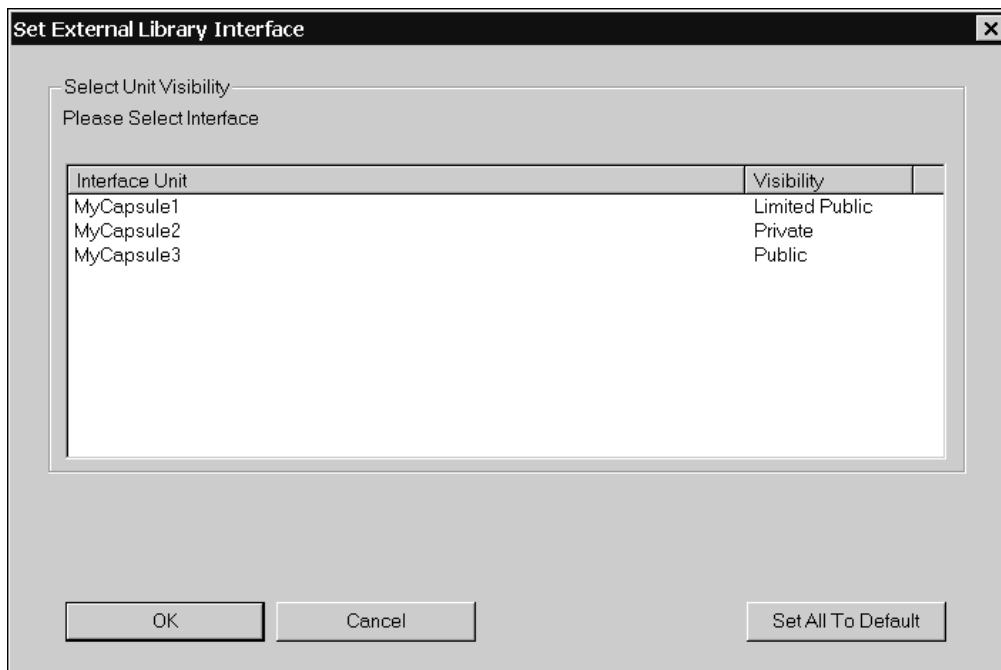 Set External Library Interface
Select Unit Visibility
Please Select Interface
Interface Unit Visibility
MyCapsule1 Limited Public
MyCapsule2 Private
MyCapsule3 Public
OK Cancel Set All To Default